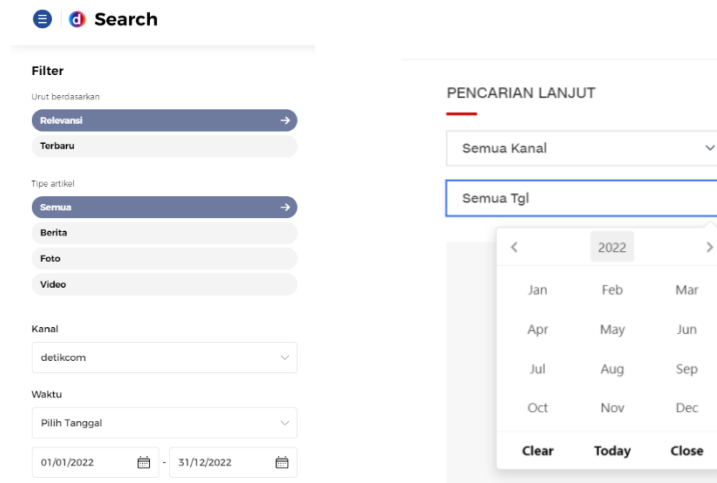 Search
Filter
Urut berdasarkan
Relevansi
Terbaru
Tipe artikel
Semua
Berita
Foto
Video
Kanal
detikcom
Waktu
Pilih Tanggal
01/01/2022 - 31/12/2022
PENCARIAN LANJUT
Semua Kanal
Semua Tgl
2022
Jan Feb Mar
Apr May Jun
Jul Aug Sep
Oct Nov Dec
Clear Today Close